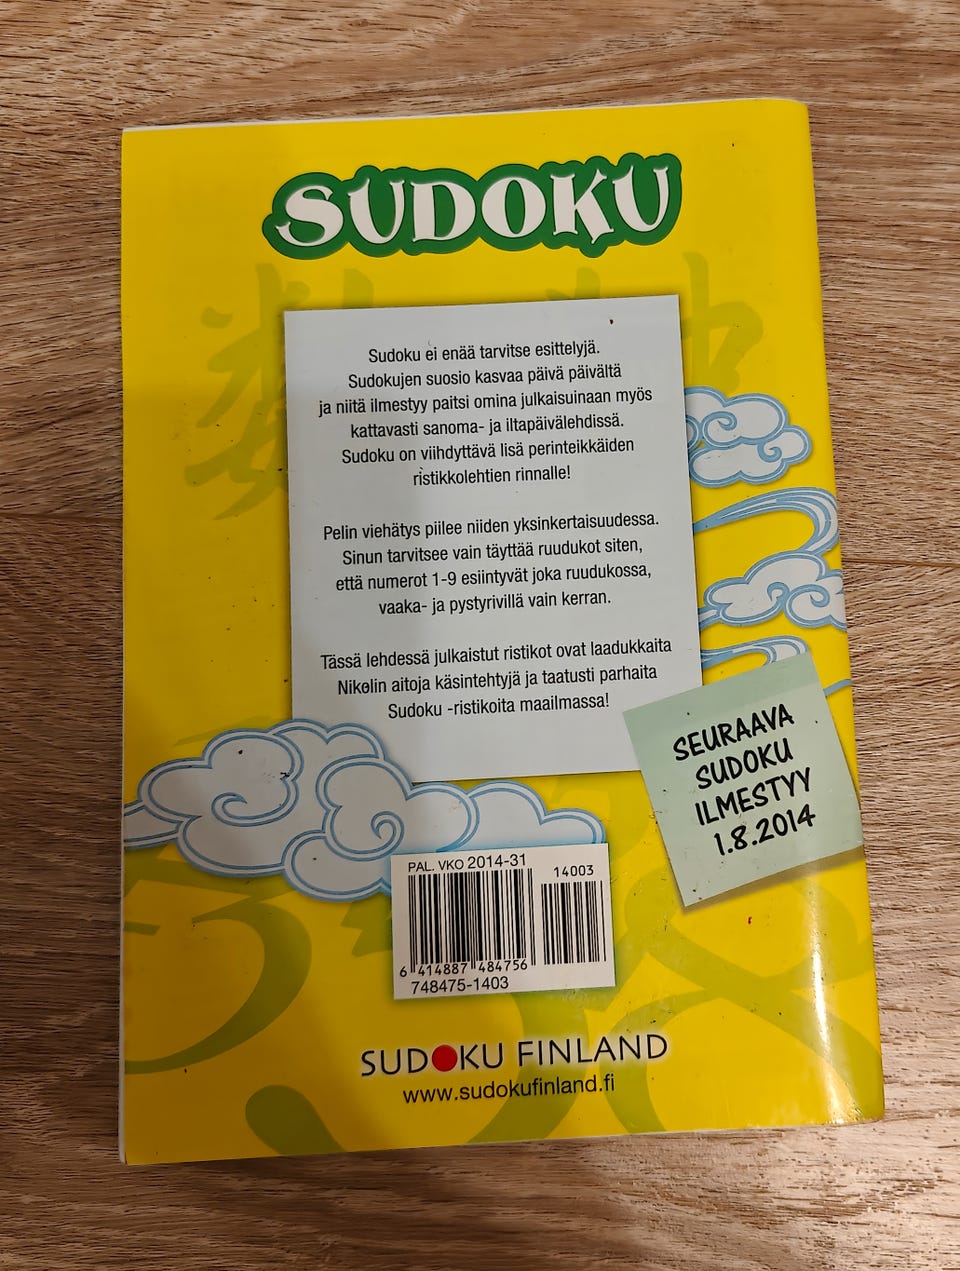 SUDOKU
Sudoku ei enää tarvitse esittelyjä.
Sudokujen suosio kasvaa päivä päivältä
ja niitä ilmestyy paitsi omina julkaisuinaan myös
kattavasti sanoma- ja iltapäivälehdissä.
Sudoku on viihdyttävä lisä perinteikkäiden
ristikkolehtien rinnalle!
Pelin viehätys piilee niiden yksinkertaisuudessa.
Sinun tarvitsee vain täyttää ruudukot siten,
että numerot 1-9 esiintyvät joka ruudukossa,
vaaka- ja pystyrivillä vain kerran.
Tässä lehdessä julkaistut ristikot ovat laadukkaita
Nikolin aitoja käsintehtyjä ja taatusti parhaita
Sudoku -ristikoita maailmassa!
SEURAAVA
SUDOKU
ILMESTYY
1.8.2014
PAL. VKO 2014-31
14003
6 414887 484756
748475-1403
SUDOKU FINLAND
www.sudokufinland.fi